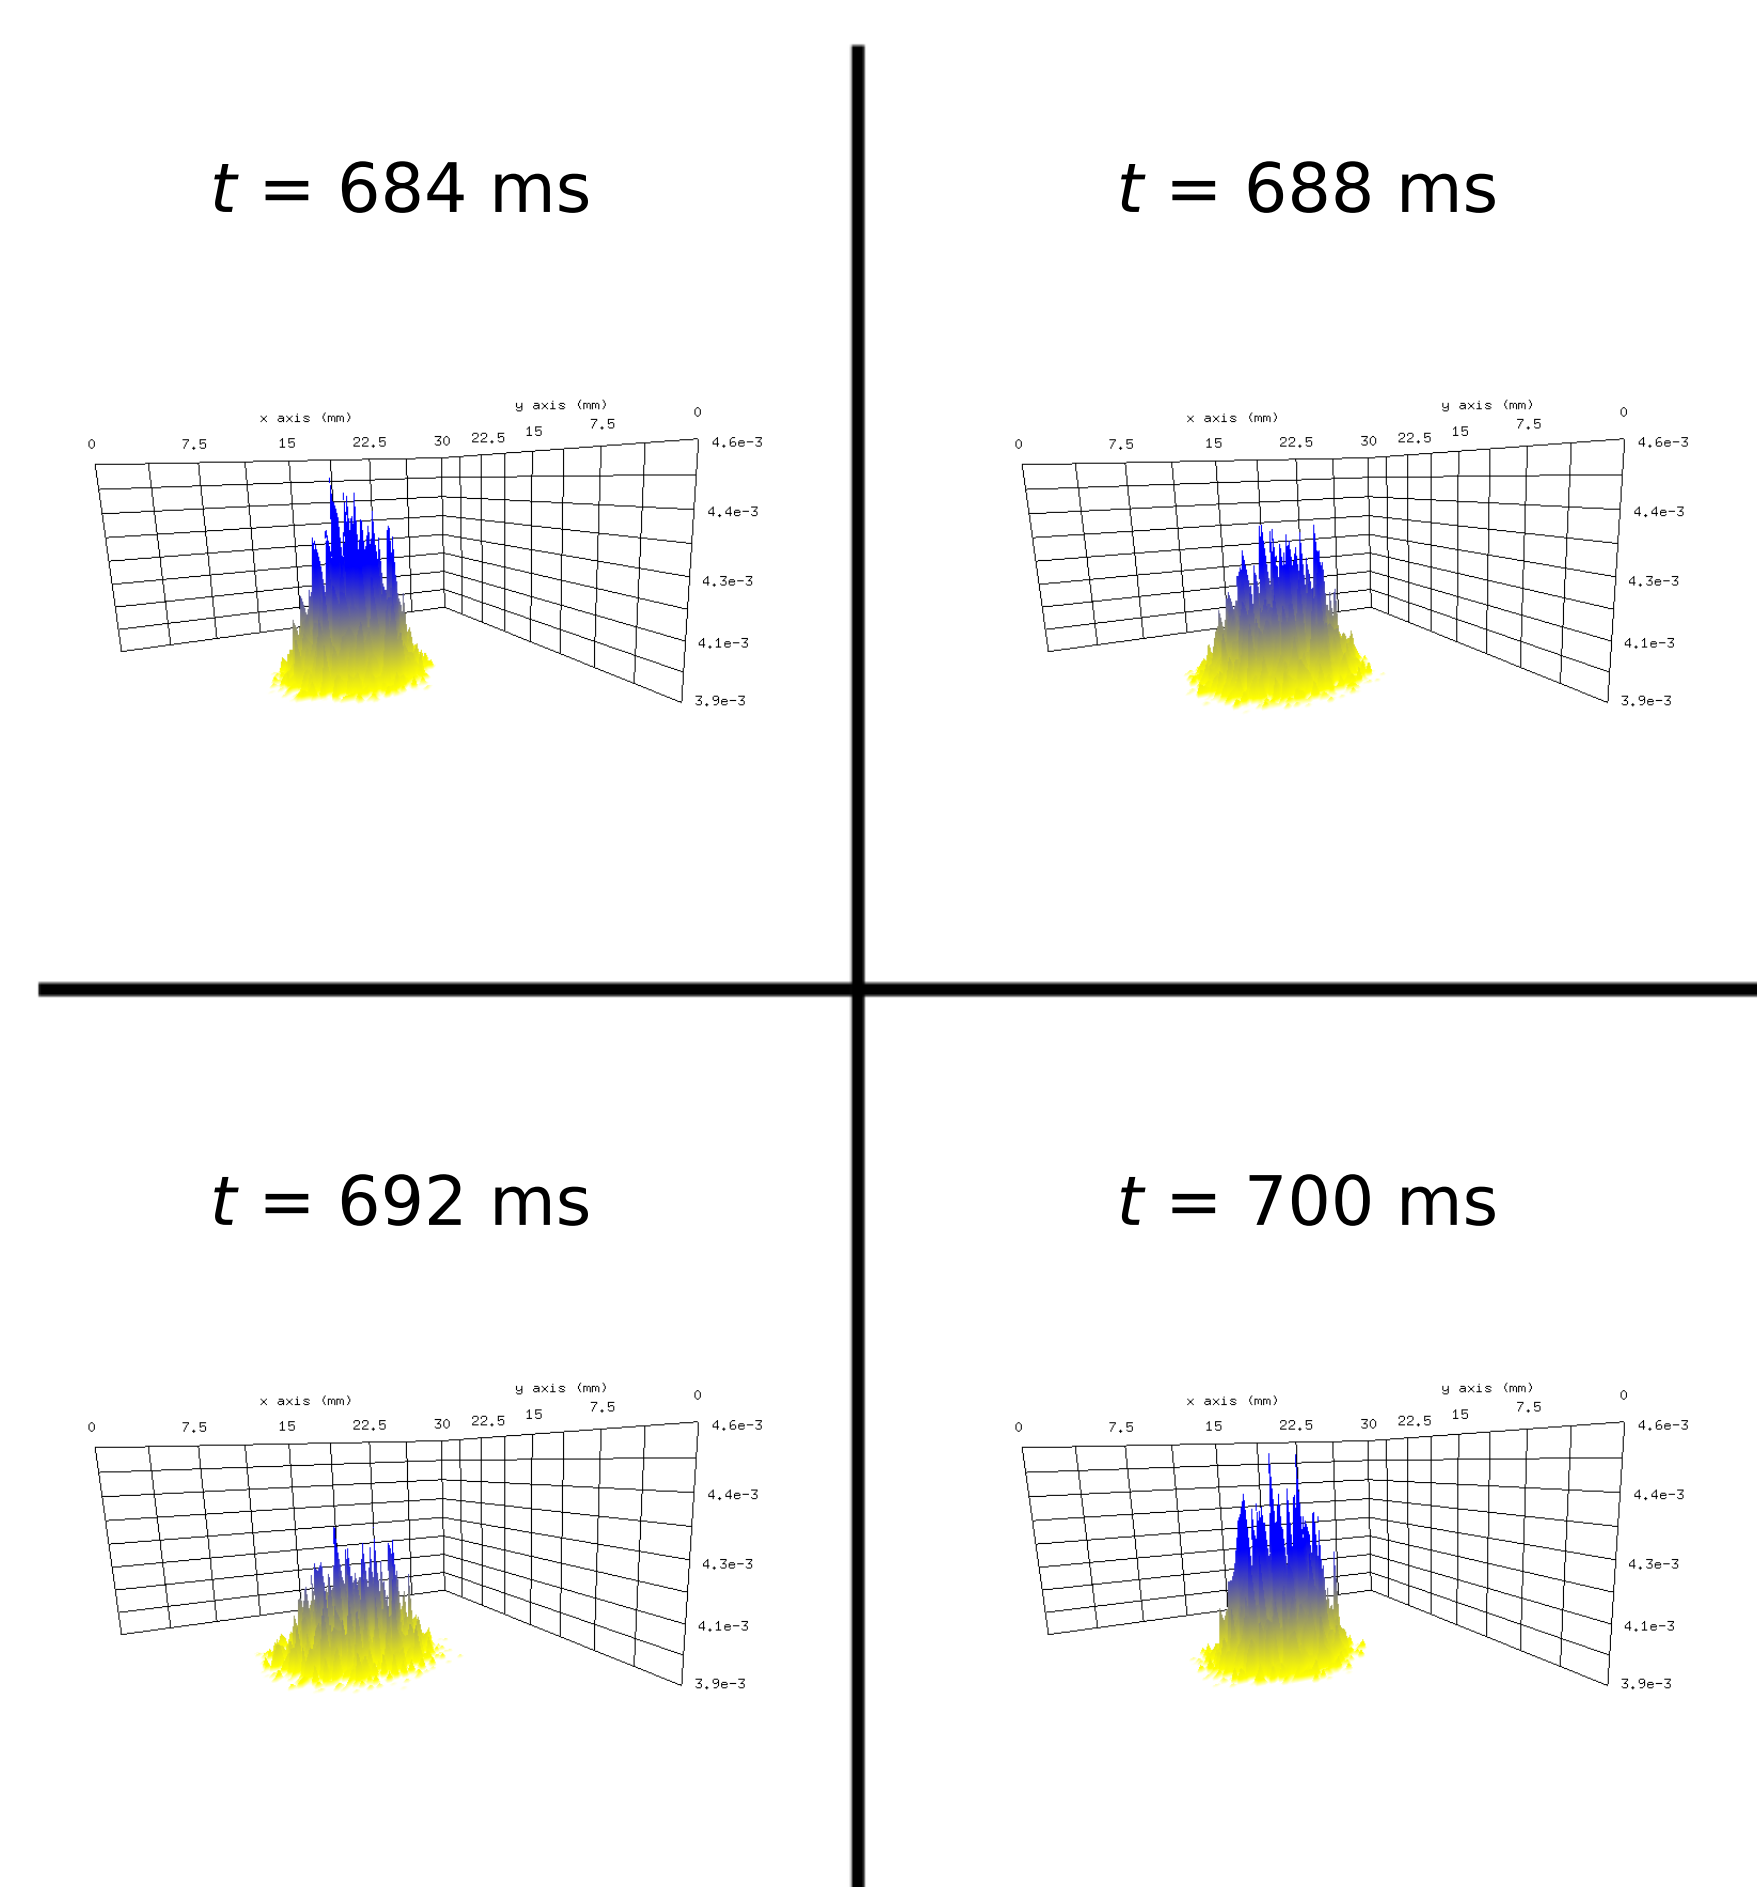 t = 684 ms
x axis (mm)
y axis (mm)
0 7.5 15 22.5 30 22.5 15 7.5 0
4.6e-3
4.4e-3
4.3e-3
4.1e-3
3.9e-3
t = 688 ms
x axis (mm)
y axis (mm)
0 7.5 15 22.5 30 22.5 15 7.5 0
4.6e-3
4.4e-3
4.3e-3
4.1e-3
3.9e-3
t = 692 ms
x axis (mm)
y axis (mm)
0 7.5 15 22.5 30 22.5 15 7.5 0
4.6e-3
4.4e-3
4.3e-3
4.1e-3
3.9e-3
t = 700 ms
x axis (mm)
y axis (mm)
0 7.5 15 22.5 30 22.5 15 7.5 0
4.6e-3
4.4e-3
4.3e-3
4.1e-3
3.9e-3